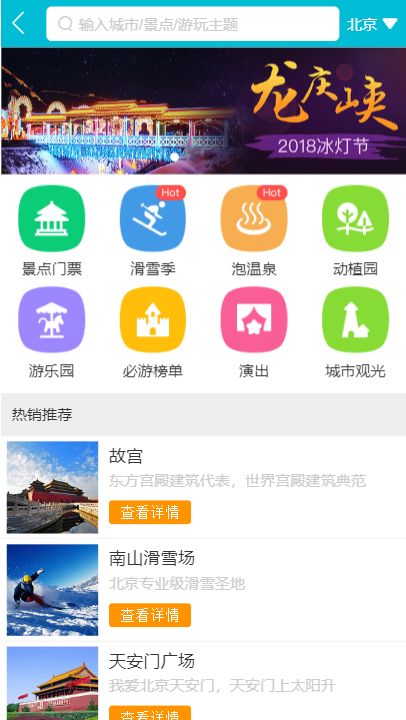 输入城市/景点/游玩主题 北京
龙庆峡
2018冰灯节
Hot Hot
景点门票 滑雪季 泡温泉 动植园
游乐园 必游榜单 演出 城市观光
热销推荐
故宫
东方宫殿建筑代表，世界宫殿建筑典范
查看详情
南山滑雪场
北京专业级滑雪圣地
查看详情
天安门广场
我爱北京天安门，天安门上太阳升
查看详情